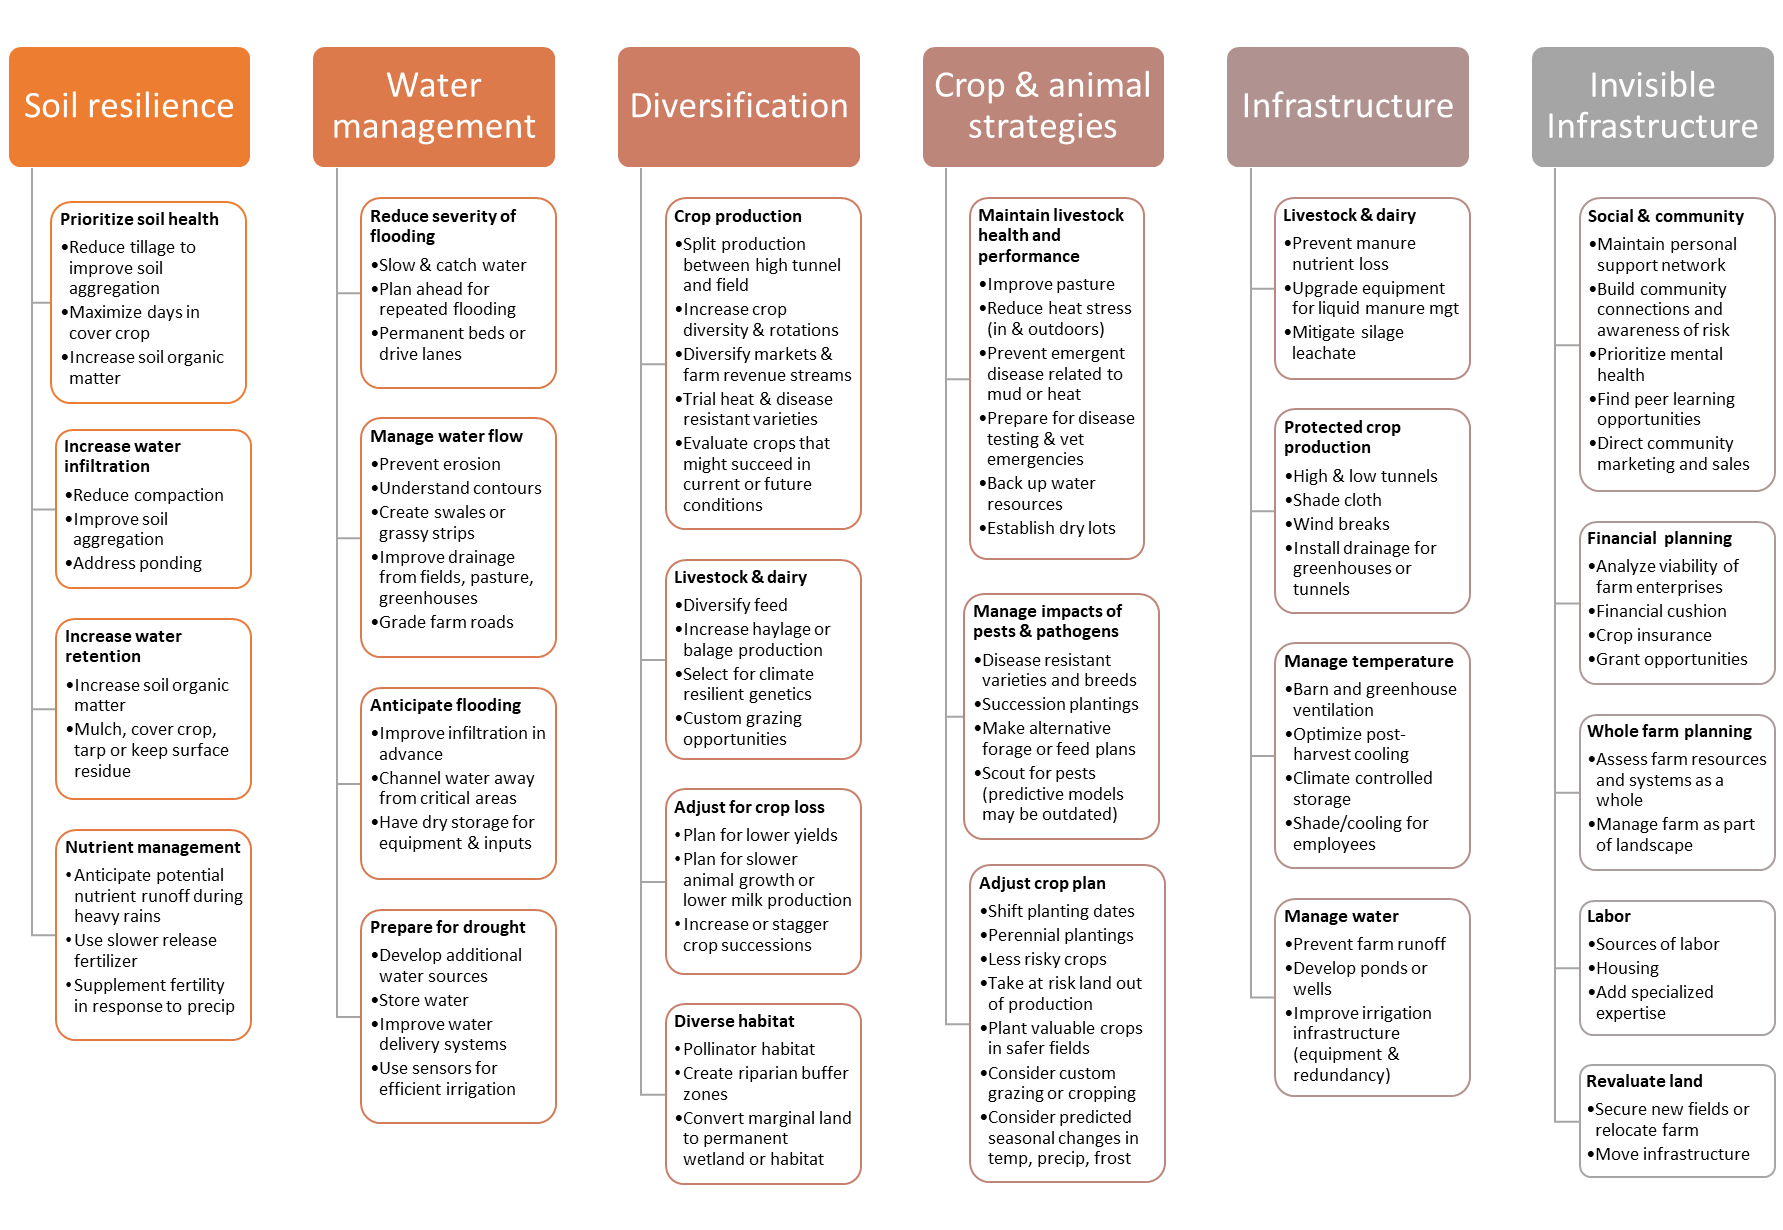 Soil resilience
Prioritize soil health
•Reduce tillage to
improve soil
aggregation
•Maximize days in
cover crop
•Increase soil organic
matter
Increase water
infiltration
•Reduce compaction
•Improve soil
aggregation
•Address ponding
Increase water
retention
•Increase soil organic
matter
•Mulch, cover crop,
tarp or keep surface
residue
Nutrient management
•Anticipate potential
nutrient runoff during
heavy rains
•Use slower release
fertilizer
•Supplement fertility
in response to precip
Water
management
Reduce severity of
flooding
•Slow & catch water
•Plan ahead for
repeated flooding
•Permanent beds or
drive lanes
Manage water flow
•Prevent erosion
•Understand contours
•Create swales or
grassy strips
•Improve drainage
from fields, pasture,
greenhouses
•Grade farm roads
Anticipate flooding
•Improve infiltration in
advance
•Channel water away
from critical areas
•Have dry storage for
equipment & inputs
Prepare for drought
•Develop additional
water sources
•Store water
•Improve water
delivery systems
•Use sensors for
efficient irrigation
Diversification
Crop production
•Split production
between high tunnel
and field
•Increase crop
diversity & rotations
•Diversify markets &
farm revenue streams
•Trial heat & disease
resistant varieties
•Evaluate crops that
might succeed in
current or future
conditions
Livestock & dairy
•Diversify feed
•Increase haylage or
balage production
•Select for climate
resilient genetics
•Custom grazing
opportunities
Adjust for crop loss
•Plan for lower yields
•Plan for slower
animal growth or
lower milk production
•Increase or stagger
crop successions
Diverse habitat
•Pollinator habitat
•Create riparian buffer
zones
•Convert marginal land
to permanent
wetland or habitat
Crop & animal
strategies
Maintain livestock
health and
performance
•Improve pasture
•Reduce heat stress
(in & outdoors)
•Prevent emergent
disease related to
mud or heat
•Prepare for disease
testing & vet
emergencies
•Back up water
resources
•Establish dry lots
Manage impacts of
pests & pathogens
•Disease resistant
varieties and breeds
•Succession plantings
•Make alternative
forage or feed plans
•Scout for pests
(predictive models
may be outdated)
Adjust crop plan
•Shift planting dates
•Perennial plantings
•Less risky crops
•Take at risk land out
of production
•Plant valuable crops
in safer fields
•Consider custom
grazing or cropping
•Consider predicted
seasonal changes in
temp, precip, frost
Infrastructure
Livestock & dairy
•Prevent manure
nutrient loss
•Upgrade equipment
for liquid manure mgt
•Mitigate silage
leachate
Protected crop
production
•High & low tunnels
•Shade cloth
•Wind breaks
•Install drainage for
greenhouses or
tunnels
Manage temperature
•Barn and greenhouse
ventilation
•Optimize post-
harvest cooling
•Climate controlled
storage
•Shade/cooling for
employees
Manage water
•Prevent farm runoff
•Develop ponds or
wells
•Improve irrigation
infrastructure
(equipment &
redundancy)
Invisible
Infrastructure
Social & community
•Maintain personal
support network
•Build community
connections and
awareness of risk
•Prioritize mental
health
•Find peer learning
opportunities
•Direct community
marketing and sales
Financial planning
•Analyze viability of
farm enterprises
•Financial cushion
•Crop insurance
•Grant opportunities
Whole farm planning
•Assess farm resources
and systems as a
whole
•Manage farm as part
of landscape
Labor
•Sources of labor
•Housing
•Add specialized
expertise
Revaluate land
•Secure new fields or
relocate farm
•Move infrastructure